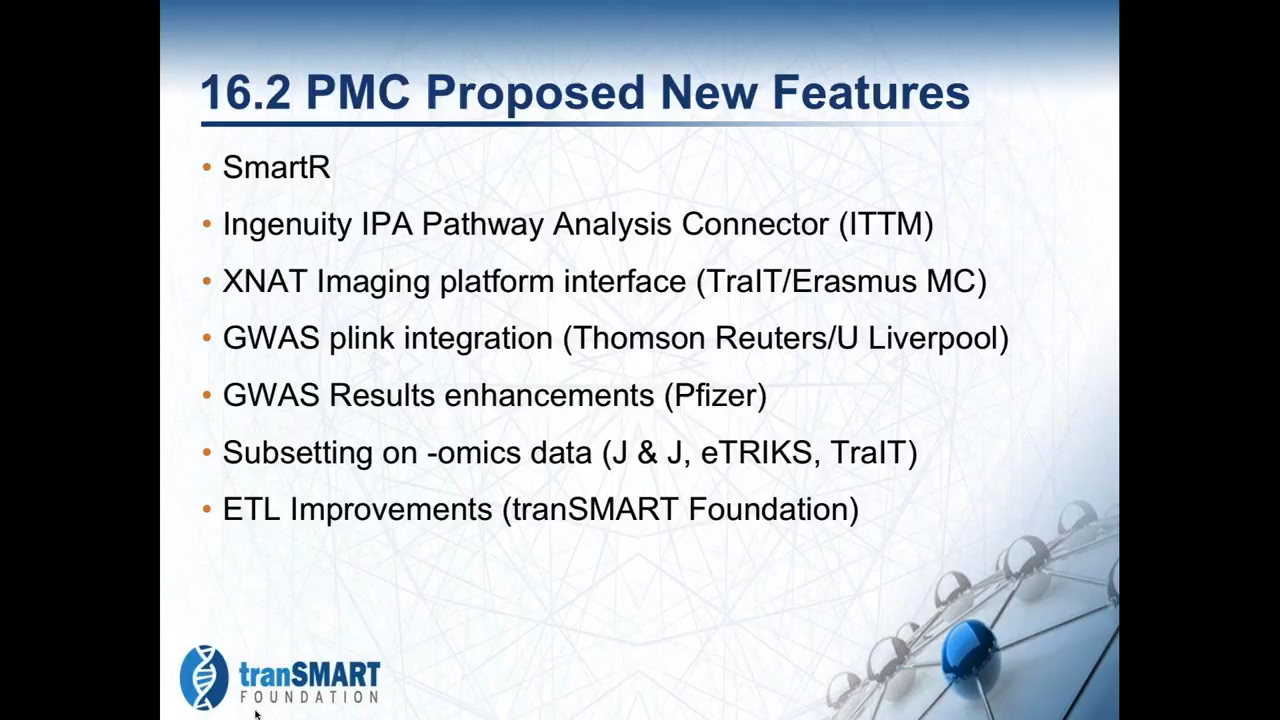 16.2 PMC Proposed New Features
• SmartR
• Ingenuity IPA Pathway Analysis Connector (ITTM)
• XNAT Imaging platform interface (TraIT/Erasmus MC)
• GWAS plink integration (Thomson Reuters/U Liverpool)
• GWAS Results enhancements (Pfizer)
• Subsetting on -omics data (J & J, eTRIKS, TraIT)
• ETL Improvements (tranSMART Foundation)
tranSMART
FOUNDATION